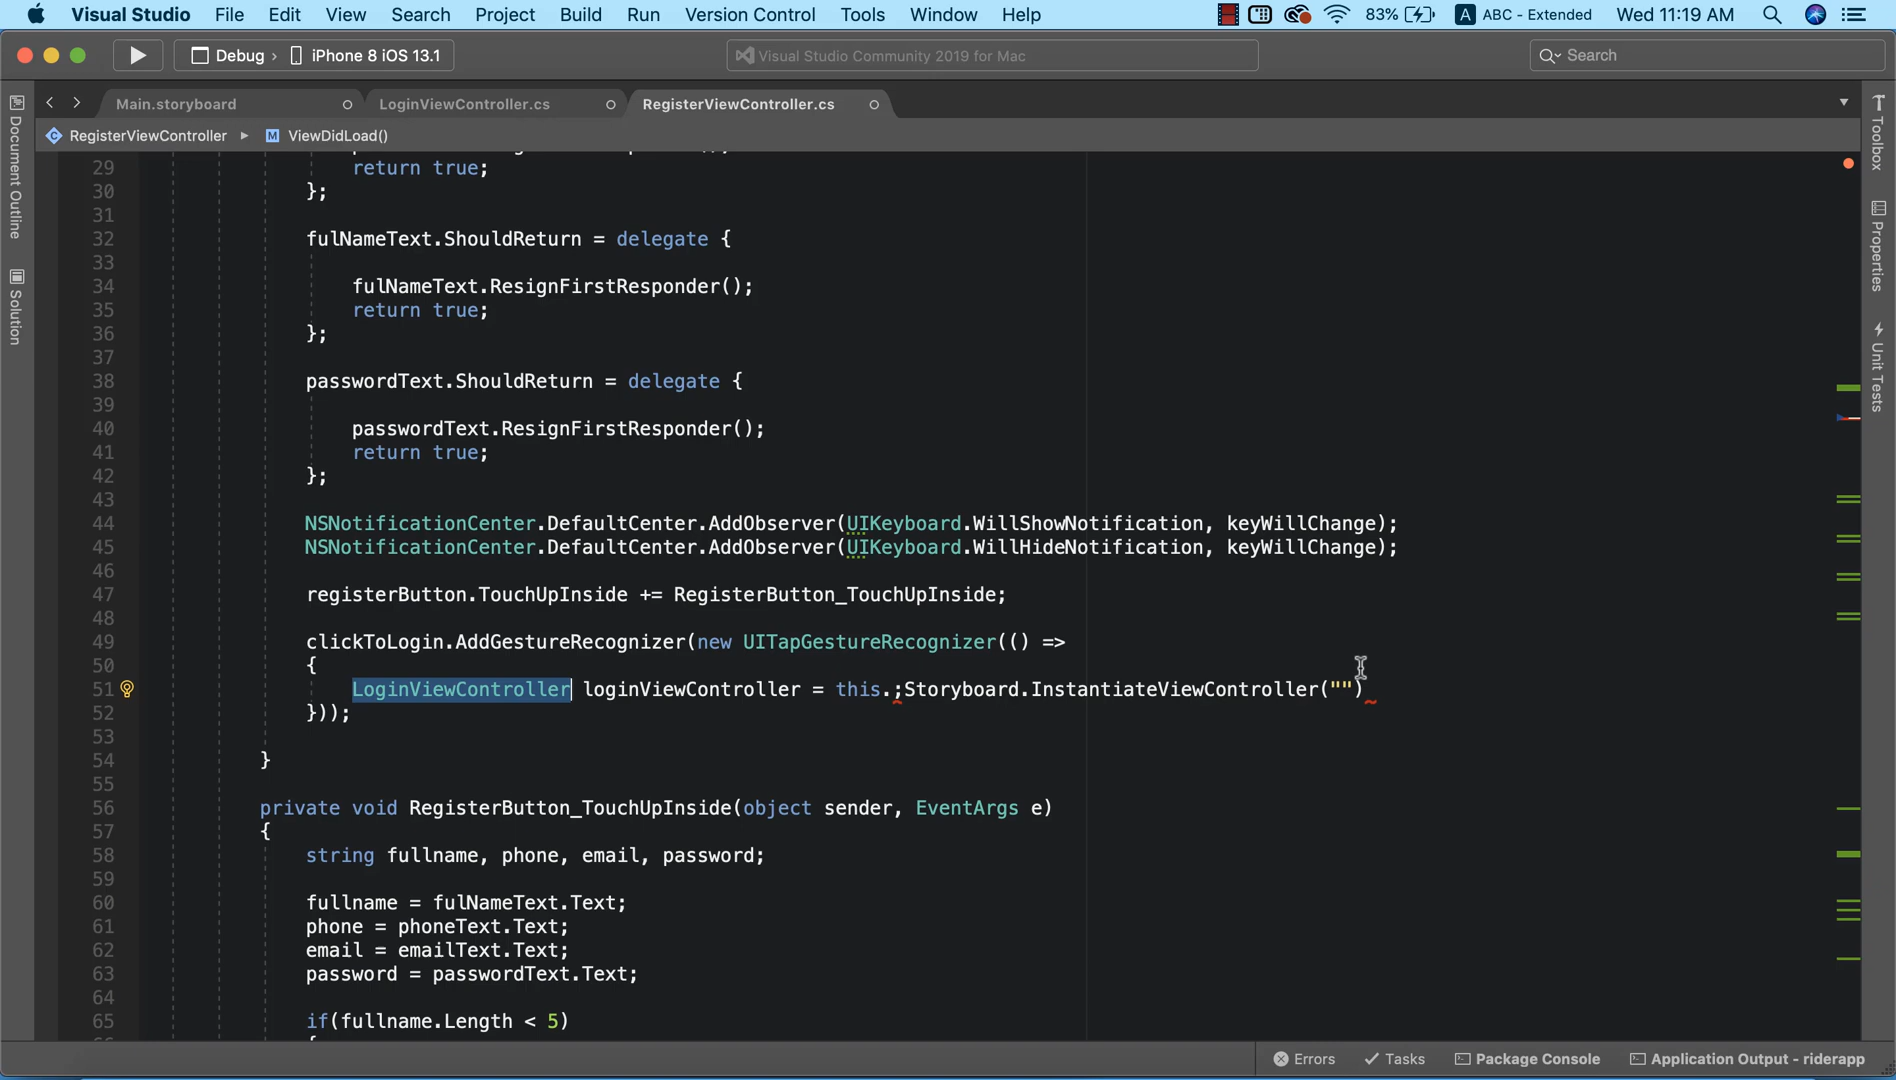 Visual Studio File Edit View Search Project Build Run Version Control Tools Window Help 83% A ABC - Extended Wed 11:19 AM
Debug › iPhone 8 iOS 13.1 Visual Studio Community 2019 for Mac Search
Main.storyboard LoginViewController.cs RegisterViewController.cs
RegisterViewController ViewDidLoad()
Document Outline
Solution
Toolbox
Properties
Unit Tests
29 return true;
30 };
31
32 fulNameText.ShouldReturn = delegate {
33
34 fulNameText.ResignFirstResponder();
35 return true;
36 };
37
38 passwordText.ShouldReturn = delegate {
39
40 passwordText.ResignFirstResponder();
41 return true;
42 };
43
44 NSNotificationCenter.DefaultCenter.AddObserver(UIKeyboard.WillShowNotification, keyWillChange);
45 NSNotificationCenter.DefaultCenter.AddObserver(UIKeyboard.WillHideNotification, keyWillChange);
46
47 registerButton.TouchUpInside += RegisterButton_TouchUpInside;
48
49 clickToLogin.AddGestureRecognizer(new UITapGestureRecognizer(() =>
50 {
51 LoginViewController loginViewController = this.;Storyboard.InstantiateViewController("")
52 }));
53
54 }
55
56 private void RegisterButton_TouchUpInside(object sender, EventArgs e)
57 {
58 string fullname, phone, email, password;
59
60 fullname = fulNameText.Text;
61 phone = phoneText.Text;
62 email = emailText.Text;
63 password = passwordText.Text;
64
65 if(fullname.Length < 5)
Errors Tasks Package Console Application Output - riderapp